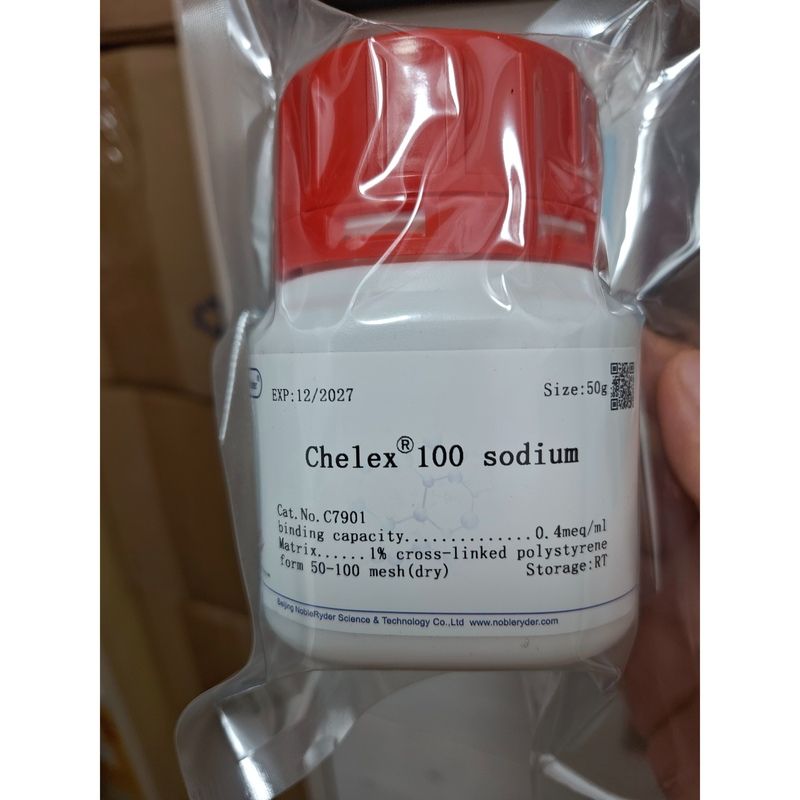 EXP:12/2027
Size:50g
Chelex®100 sodium
Cat.No.C7901
binding capacity..............0.4meq/ml
Matrix......1% cross-linked polystyrene
form 50-100 mesh(dry)
Storage:RT
Beijing NobleRyder Science & Technology Co.,Ltd www.nobleryder.com